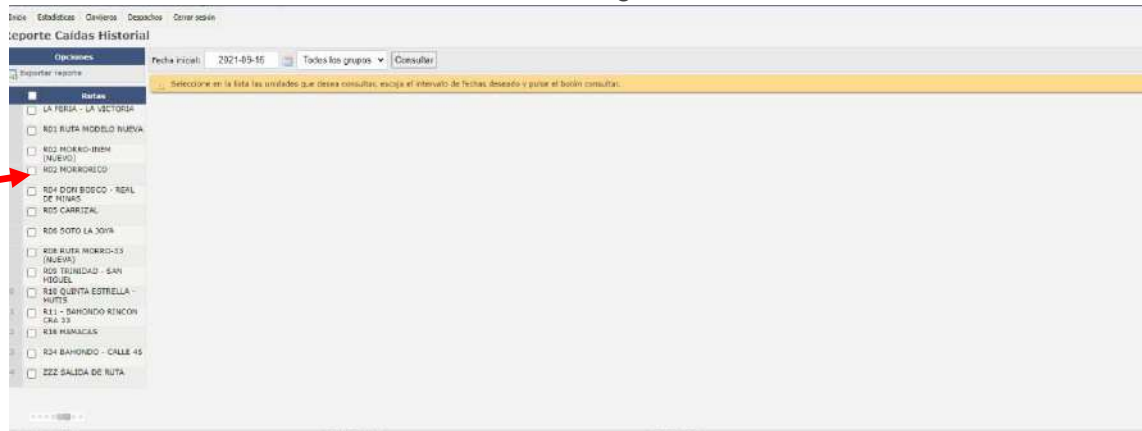 Inicio Estadísticas Clavijeros Despachos Cerrar sesión
Reporte Caídas Historial
Opciones
Fecha inicial: 2021-09-16 Todos los grupos Consultar
Exportar reporte
Seleccione en la lista las unidades que desea consultar, escoja el intervalo de fechas deseado y pulse el botón consultar.
Rutas
LA FERIA - LA VICTORIA
R01 RUTA MODELO NUEVA
R02 MORRO-INEM
(NUEVO)
R02 MORRORICO
R04 DON BOSCO - REAL
DE MINAS
R05 CARRIZAL
R06 SOTO LA JOYA
R08 RUTA MORRO-33
(NUEVA)
R09 TRINIDAD - SAN
MIGUEL
R10 QUINTA ESTRELLA -
MUTIS
R11 - BAHONDO RINCON
CRA 33
R16
R34 BAHONDO - CALLE 45
ZZZ SALIDA DE RUTA